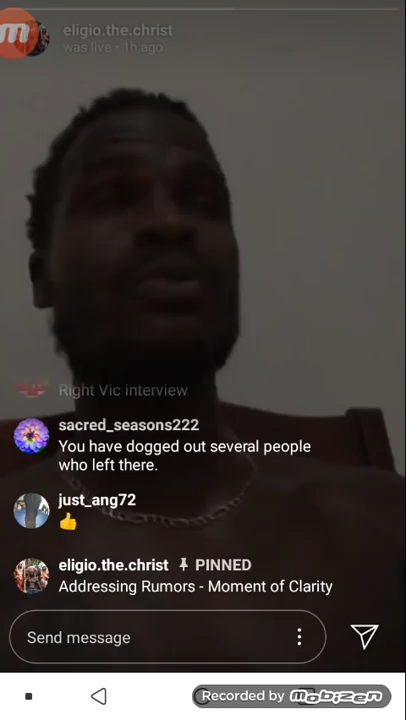 eligio.the.christ
was live • 1h ago
Right Vic interview
sacred_seasons222
You have dogged out several people
who left there.
just_ang72
👍
eligio.the.christ PINNED
Addressing Rumors - Moment of Clarity
Send message
Recorded by mobizen